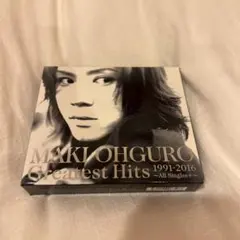 MAKI OHGURO
Greatest Hits 1991-2016
~All Singles+~